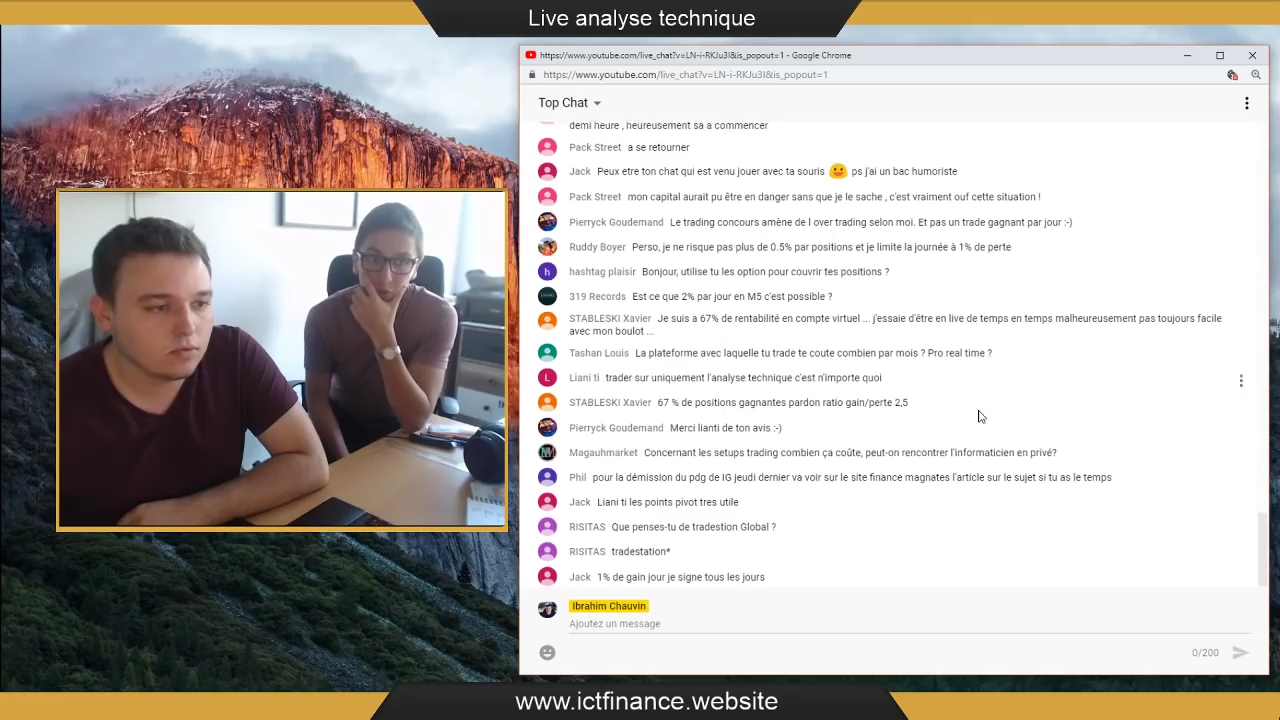 Live analyse technique
https://www.youtube.com/live_chat?v=LN-i-RKJu3I&is_popout=1 - Google Chrome
https://www.youtube.com/live_chat?v=LN-i-RKJu3I&is_popout=1
Top Chat
demi heure , heureusement sa a commencer
Pack Street a se retourner
Jack Peux etre ton chat qui est venu jouer avec ta souris ps j'ai un bac humoriste
Pack Street mon capital aurait pu être en danger sans que je le sache , c'est vraiment ouf cette situation !
Pierryck Goudemand Le trading concours amène de l over trading selon moi. Et pas un trade gagnant par jour :-)
Ruddy Boyer Perso, je ne risque pas plus de 0.5% par positions et je limite la journée à 1% de perte
hashtag plaisir Bonjour, utilise tu les option pour couvrir tes positions ?
319 Records Est ce que 2% par jour en M5 c'est possible ?
STABLESKI Xavier Je suis a 67% de rentabilité en compte virtuel ... j'essaie d'être en live de temps en temps malheureusement pas toujours facile
avec mon boulot ...
Tashan Louis La plateforme avec laquelle tu trade te coute combien par mois ? Pro real time ?
L Liani ti trader sur uniquement l'analyse technique c'est n'importe quoi
STABLESKI Xavier 67 % de positions gagnantes pardon ratio gain/perte 2,5
Pierryck Goudemand Merci lianti de ton avis :-)
Magauhmarket Concernant les setups trading combien ça coûte, peut-on rencontrer l'informaticien en privé?
Phil pour la démission du pdg de IG jeudi dernier va voir sur le site finance magnates l'article sur le sujet si tu as le temps
Jack Liani ti les points pivot tres utile
RISITAS Que penses-tu de tradestion Global ?
RISITAS tradestation*
Jack 1% de gain jour je signe tous les jours
Ibrahim Chauvin
Ajoutez un message
0/200
www.ictfinance.website